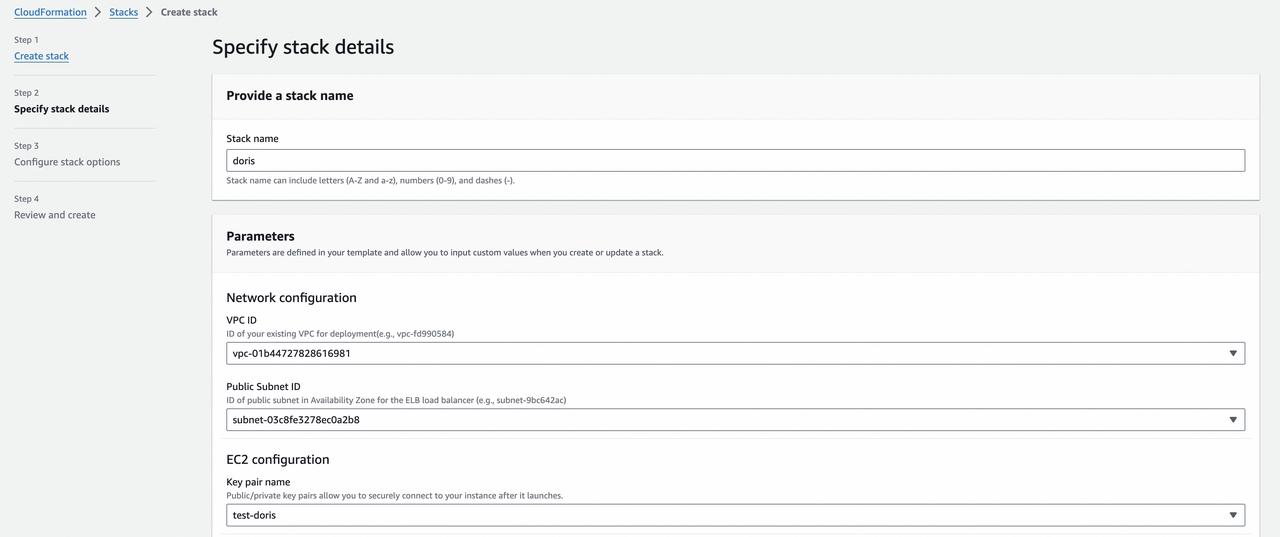 CloudFormation > Stacks > Create stack
Step 1
Create stack
Step 2
Specify stack details
Step 3
Configure stack options
Step 4
Review and create
Specify stack details
Provide a stack name
Stack name
doris
Stack name can include letters (A-Z and a-z), numbers (0-9), and dashes (-).
Parameters
Parameters are defined in your template and allow you to input custom values when you create or update a stack.
Network configuration
VPC ID
ID of your existing VPC for deployment(e.g., vpc-fd990584)
vpc-01b44727828616981
Public Subnet ID
ID of public subnet in Availability Zone for the ELB load balancer (e.g., subnet-9bc642ac)
subnet-03c8fe3278ec0a2b8
EC2 configuration
Key pair name
Public/private key pairs allow you to securely connect to your instance after it launches.
test-doris